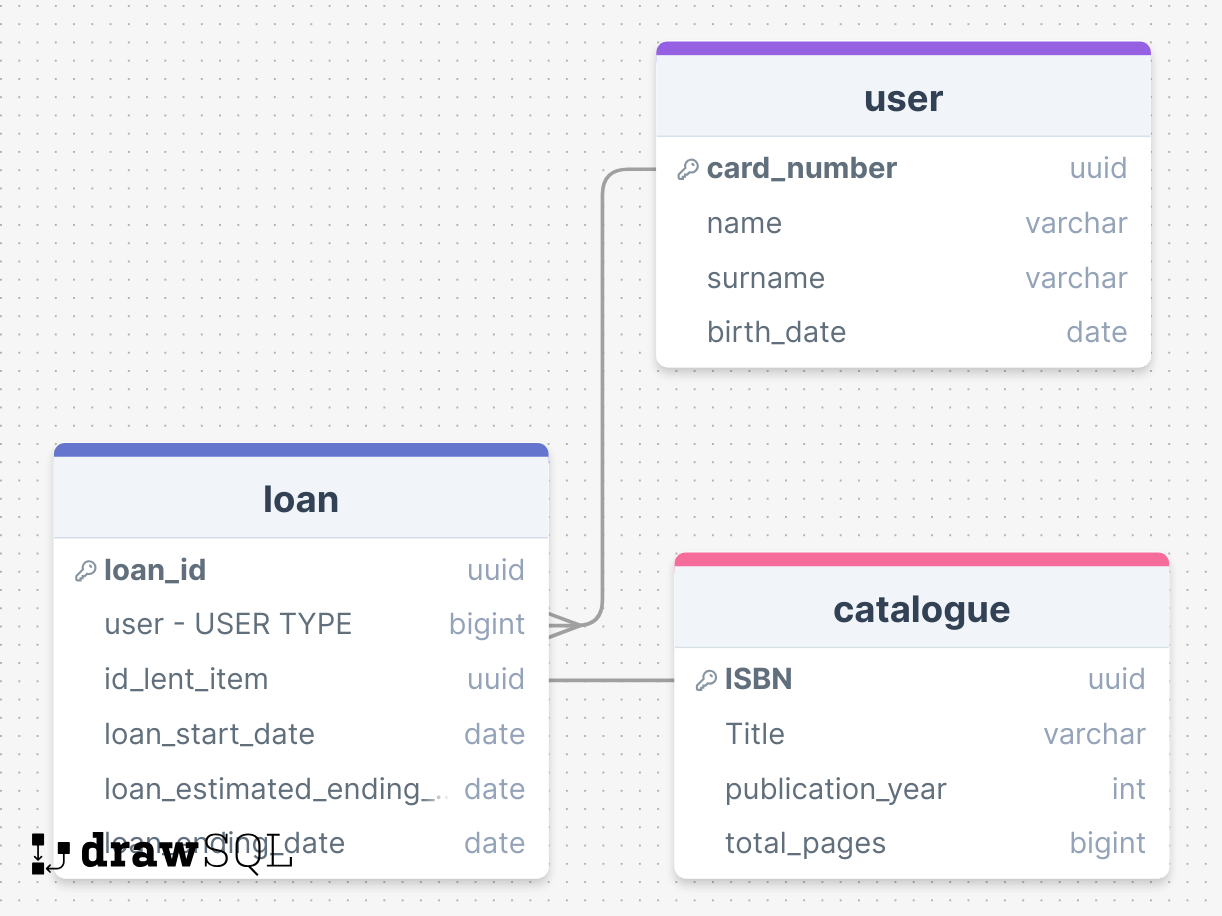 user
card_number uuid
name varchar
surname varchar
birth_date date
loan
loan_id uuid
user - USER TYPE bigint
id_lent_item uuid
loan_start_date date
loan_estimated_ending_... date
loan_ending_date date
catalogue
ISBN uuid
Title varchar
publication_year int
total_pages bigint
drawSQL